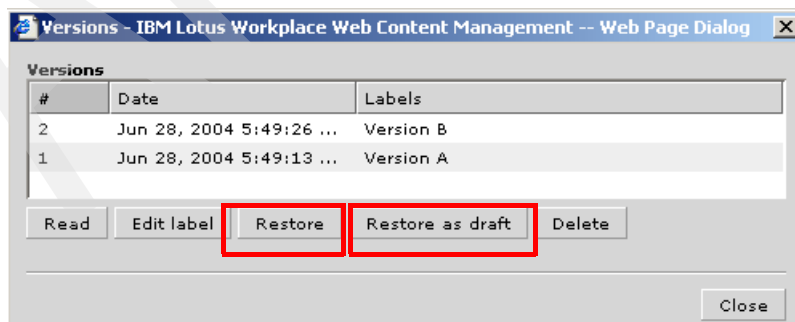 Versions - IBM Lotus Workplace Web Content Management -- Web Page Dialog
Versions
# Date Labels
2 Jun 28, 2004 5:49:26 ... Version B
1 Jun 28, 2004 5:49:13 ... Version A
Read Edit label Restore Restore as draft Delete
Close